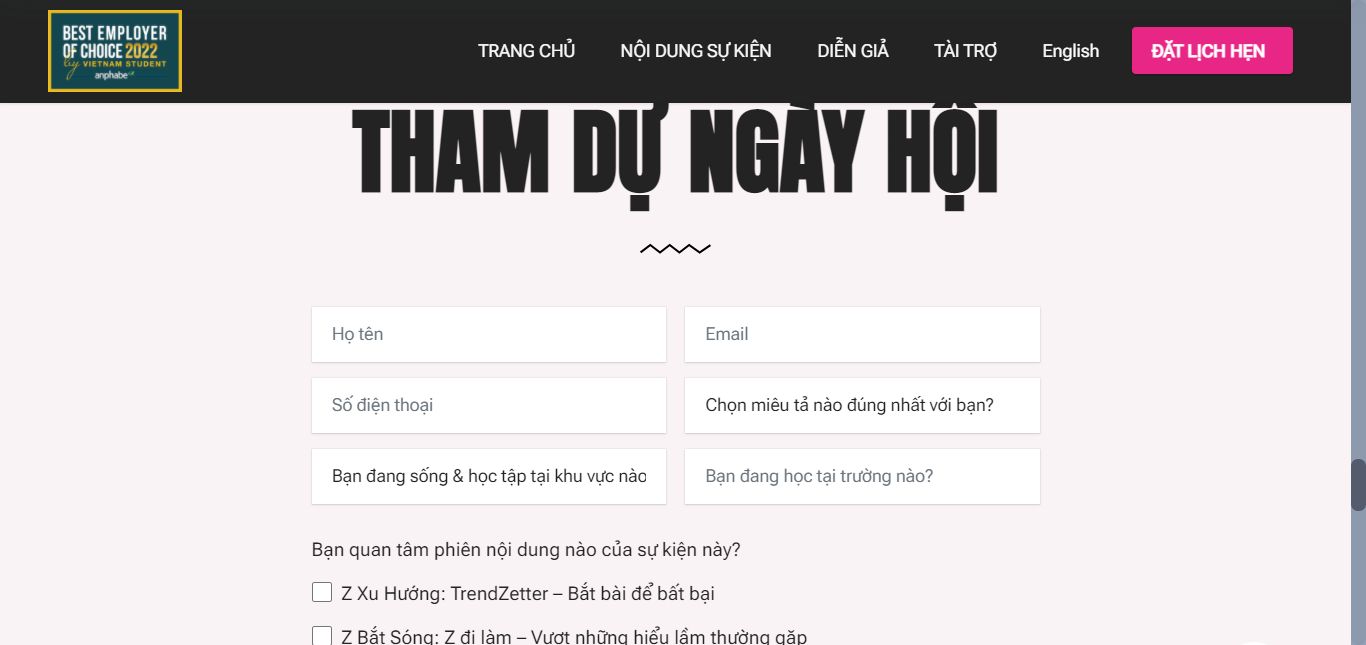 BEST EMPLOYER
OF CHOICE 2022
by VIETNAM STUDENT
anphabe
TRANG CHỦ
NỘI DUNG SỰ KIỆN
DIỄN GIẢ
TÀI TRỢ
English
ĐẶT LỊCH HẸN
THAM DỰ NGÀY HỘI
Họ tên
Email
Số điện thoại
Chọn miêu tả nào đúng nhất với bạn?
Bạn đang sống & học tập tại khu vực nào
Bạn đang học tại trường nào?
Bạn quan tâm phiên nội dung nào của sự kiện này?
Z Xu Hướng: TrendZetter – Bắt bài để bất bại
Z Bắt Sóng: Z đi làm – Vượt những hiểu lầm thường gặp